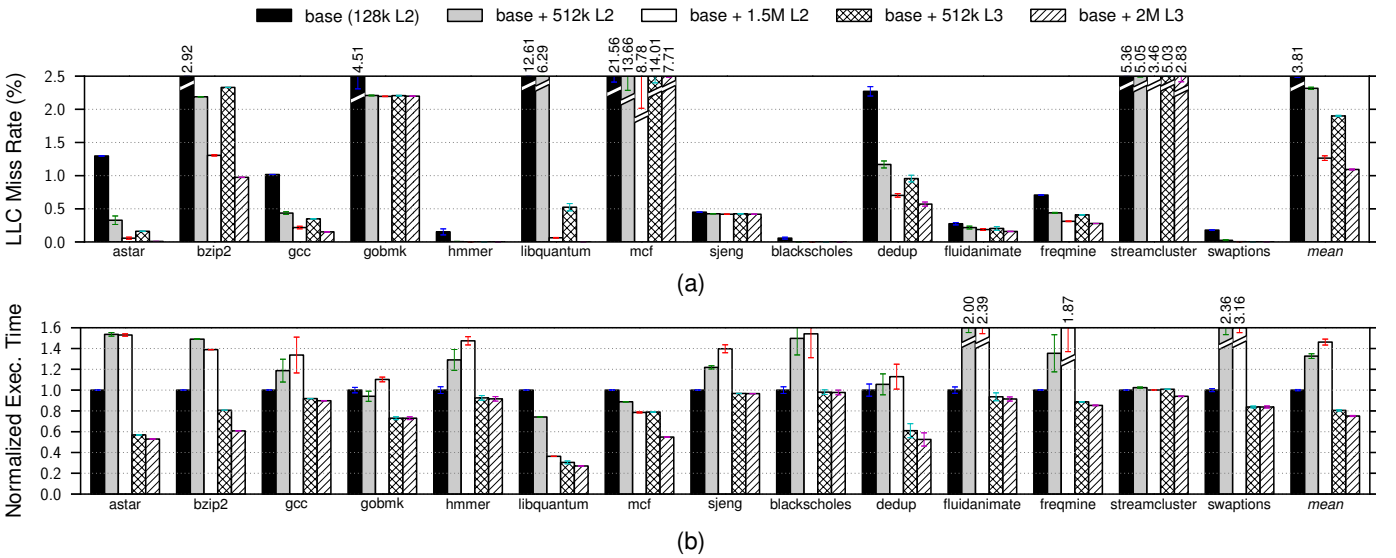 base (128k L2) base + 512k L2 base + 1.5M L2 base + 512k L3 base + 2M L3
2.92 4.51 12.61 6.29 21.56 13.66 8.78 14.01 7.71 5.36 5.05 3.46 5.03 2.83 3.81
LLC Miss Rate (%)
2.5
2.0
1.5
1.0
0.5
0.0
astar bzip2 gcc gobmk hmmer libquantum mcf sjeng blackscholes dedup fluidanimate freqmine streamcluster swaptions mean
(a)
2.00 2.39 1.87 2.36 3.16
Normalized Exec. Time
1.6
1.4
1.2
1.0
0.8
0.6
0.4
0.2
0.0
astar bzip2 gcc gobmk hmmer libquantum mcf sjeng blackscholes dedup fluidanimate freqmine streamcluster swaptions mean
(b)